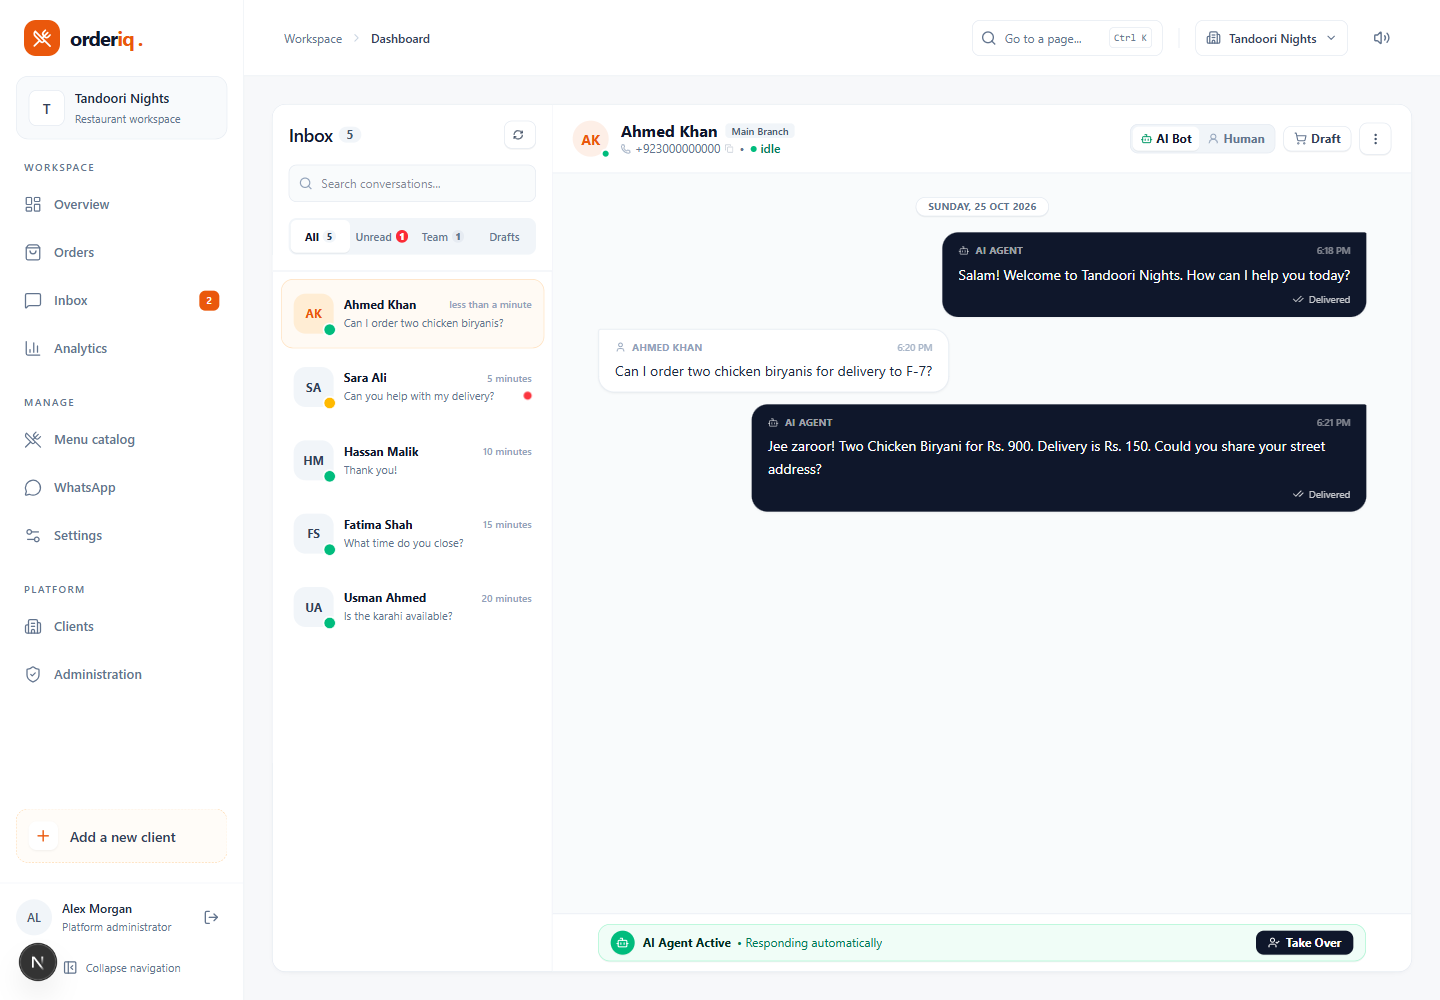 orderiq.
T
Tandoori Nights
Restaurant workspace
WORKSPACE
Overview
Orders
Inbox
2
Analytics
MANAGE
Menu catalog
WhatsApp
Settings
PLATFORM
Clients
Administration
Add a new client
AL
Alex Morgan
Platform administrator
N
Collapse navigation
Workspace
Dashboard
Go to a page...
Ctrl K
Tandoori Nights
Inbox
5
Search conversations...
All 5
Unread 1
Team 1
Drafts
AK
Ahmed Khan
less than a minute
Can I order two chicken biryanis?
SA
Sara Ali
5 minutes
Can you help with my delivery?
HM
Hassan Malik
10 minutes
Thank you!
FS
Fatima Shah
15 minutes
What time do you close?
UA
Usman Ahmed
20 minutes
Is the karahi available?
AK
Ahmed Khan
Main Branch
+923000000000 • idle
AI Bot
Human
Draft
SUNDAY, 25 OCT 2026
AI AGENT
6:18 PM
Salam! Welcome to Tandoori Nights. How can I help you today?
Delivered
AHMED KHAN
6:20 PM
Can I order two chicken biryanis for delivery to F-7?
AI AGENT
6:21 PM
Jee zaroor! Two Chicken Biryani for Rs. 900. Delivery is Rs. 150. Could you share your street
address?
Delivered
AI Agent Active • Responding automatically
Take Over